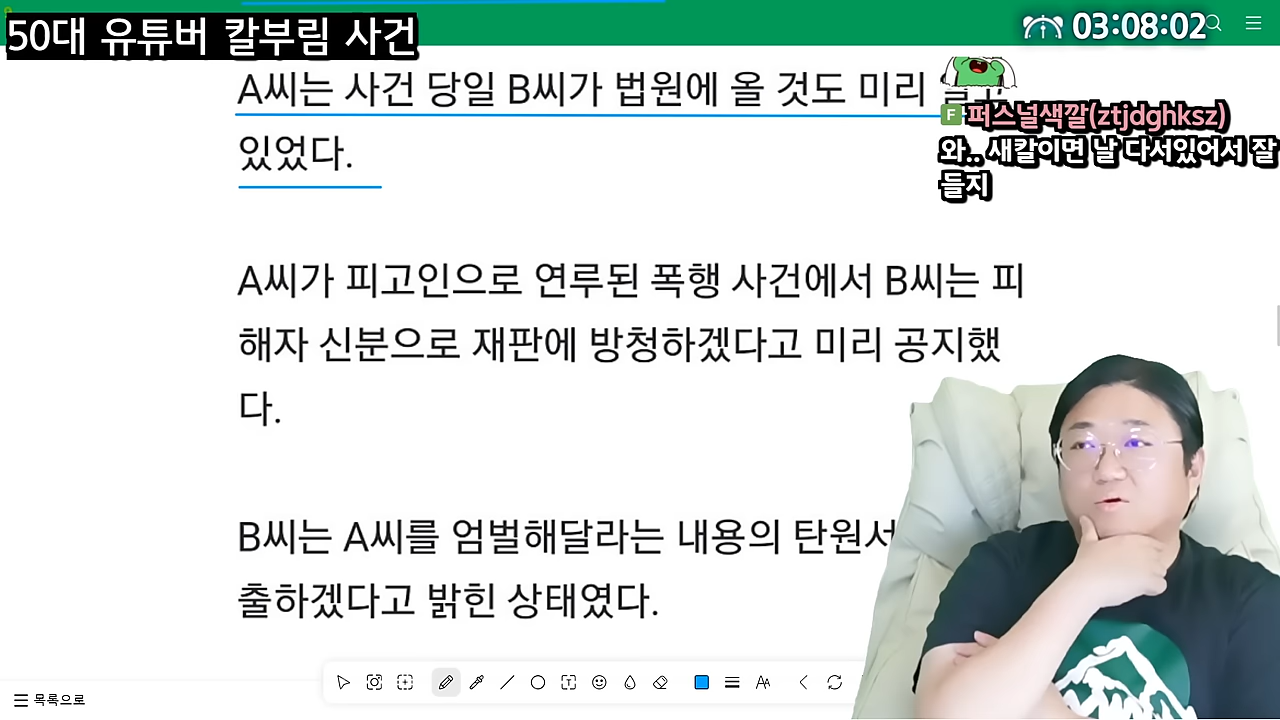 50대 유튜버 칼부림 사건
03:08:02
A씨는 사건 당일 B씨가 법원에 올 것도 미리
있었다.
F 퍼스널색깔(ztjdghksz)
와.. 새칼이면 날 다서있어서 잘
들지
A씨가 피고인으로 연루된 폭행 사건에서 B씨는 피
해자 신분으로 재판에 방청하겠다고 미리 공지했
다.
B씨는 A씨를 엄벌해달라는 내용의 탄원서
출하겠다고 밝힌 상태였다.
목록으로